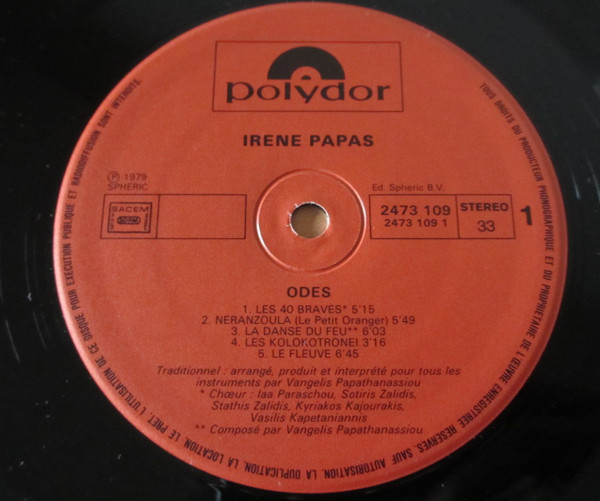 polydor
IRENE PAPAS
℗ 1979
SPHERIC
SACEM
Ed. Spheric B.V.
2473 109
2473 109 1
STEREO
33
1
ODES
1. LES 40 BRAVES* 5'15
2. NERANZOULA (Le Petit Oranger) 5'49
3. LA DANSE DU FEU** 6'03
4. LES KOLOKOTRONEI 3'16
5. LE FLEUVE 6'45
Traditionnel : arrangé, produit et interprété pour tous les
instruments par Vangelis Papathanassiou
* Chœur : Iaa Paraschou, Sotiris Zalidis,
Stathis Zalidis, Kyriakos Kajourakis,
Vasilis Kapetaniannis
** Composé par Vangelis Papathanassiou
TOUS DROITS DU PRODUCTEUR PHONOGRAPHIQUE ET DU PROPRIETAIRE DE L'ŒUVRE ENREGISTREE RESERVES. SAUF AUTORISATION, LA DUPLICATION, LA LOCATION, LE PRET, L'UTILISATION DE CE DISQUE POUR EXECUTION PUBLIQUE ET RADIODIFFUSION SONT INTERDITS.